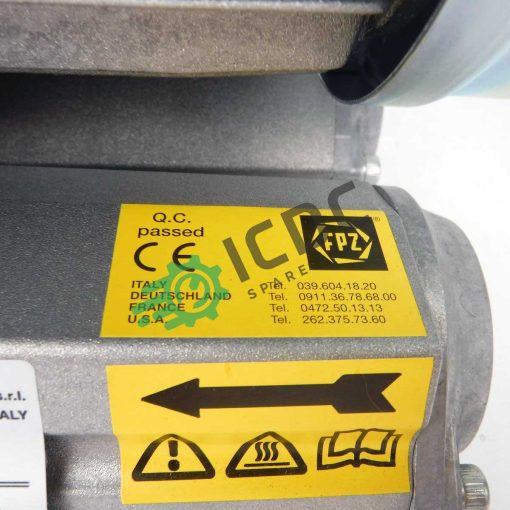 Q.C.
passed
CE
FPZ
(R)
ICDC
SPARE
ITALY Tel. 039.604.18.20
DEUTSCHLAND Tel. 0911.36.78.68.00
FRANCE Tel. 0472.50.13.13
U.S.A. Tel. 262.375.73.60
s.r.l.
ALY